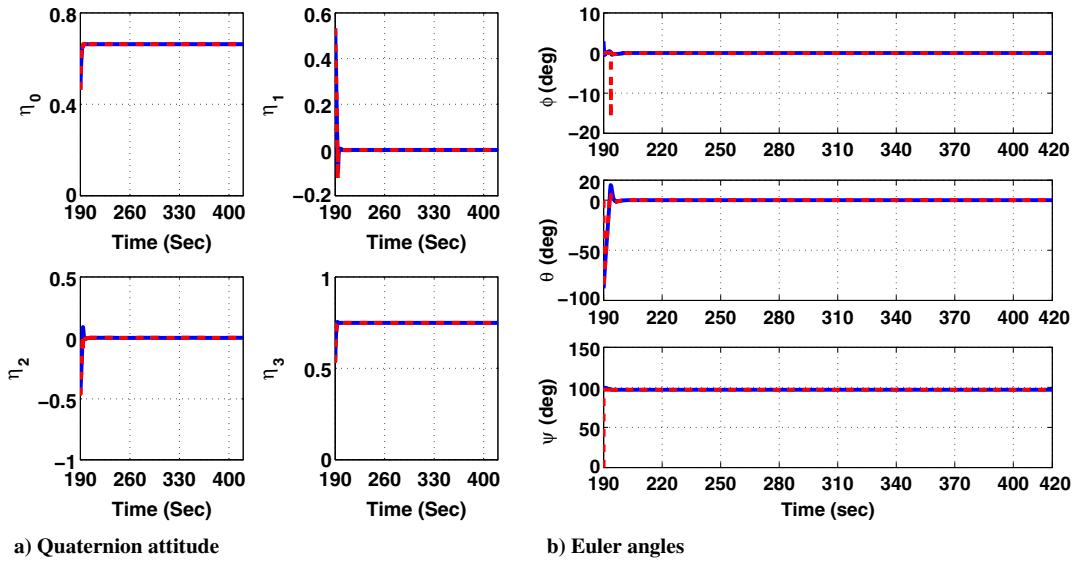 0.8
0.4
0
η0
190 260 330 400
Time (Sec)
0.6
0.4
0.2
0
−0.2
η1
190 260 330 400
Time (Sec)
0.5
0
−0.5
−1
η2
190 260 330 400
Time (Sec)
1
0.5
0
η3
190 260 330 400
Time (Sec)
a) Quaternion attitude
10
0
−10
−20
ϕ (deg)
190 220 250 280 310 340 370 400 420
20
0
−50
−100
θ (deg)
190 220 250 280 310 340 370 400 420
150
100
50
0
ψ (deg)
190 220 250 280 310 340 370 400 420
Time (sec)
b) Euler angles